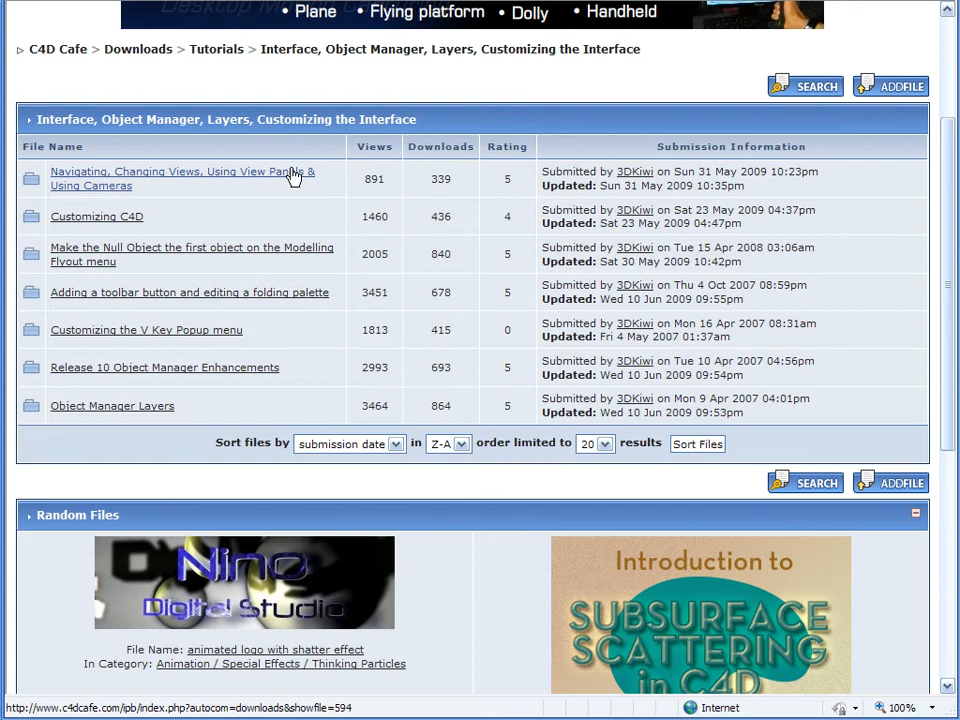 • Plane • Flying platform • Dolly • Handheld
▹ C4D Cafe > Downloads > Tutorials > Interface, Object Manager, Layers, Customizing the Interface
SEARCH ADDFILE
Interface, Object Manager, Layers, Customizing the Interface
File Name Views Downloads Rating Submission Information
Navigating, Changing Views, Using View Panels &
Using Cameras
891 339 5
Submitted by 3DKiwi on Sun 31 May 2009 10:23pm
Updated: Sun 31 May 2009 10:35pm
Customizing C4D 1460 436 4
Submitted by 3DKiwi on Sat 23 May 2009 04:37pm
Updated: Sat 23 May 2009 04:47pm
Make the Null Object the first object on the Modelling
Flyout menu
2005 840 5
Submitted by 3DKiwi on Tue 15 Apr 2008 03:06am
Updated: Sat 30 May 2009 10:42pm
Adding a toolbar button and editing a folding palette 3451 678 5
Submitted by 3DKiwi on Thu 4 Oct 2007 08:59pm
Updated: Wed 10 Jun 2009 09:55pm
Customizing the V Key Popup menu 1813 415 0
Submitted by 3DKiwi on Mon 16 Apr 2007 08:31am
Updated: Fri 4 May 2007 01:37am
Release 10 Object Manager Enhancements 2993 693 5
Submitted by 3DKiwi on Tue 10 Apr 2007 04:56pm
Updated: Wed 10 Jun 2009 09:54pm
Object Manager Layers 3464 864 5
Submitted by 3DKiwi on Mon 9 Apr 2007 04:01pm
Updated: Wed 10 Jun 2009 09:53pm
Sort files by submission date in Z-A order limited to 20 results Sort Files
SEARCH ADDFILE
Random Files
Nino
Digital Studio
File Name: animated logo with shatter effect
In Category: Animation / Special Effects / Thinking Particles
Introduction to
SUBSURFACE
SCATTERING
in C4D
http://www.c4dcafe.com/ipb/index.php?autocom=downloads&showfile=594 Internet 100%